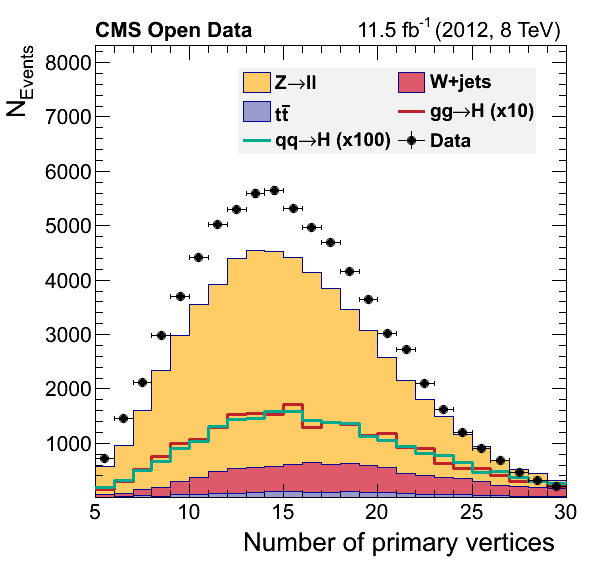 CMS Open Data 11.5 fb⁻¹ (2012, 8 TeV)
N_Events
8000
7000
6000
5000
4000
3000
2000
1000
Z→ll W+jets
tt̄ gg→H (x10)
qq→H (x100) Data
5 10 15 20 25 30
Number of primary vertices